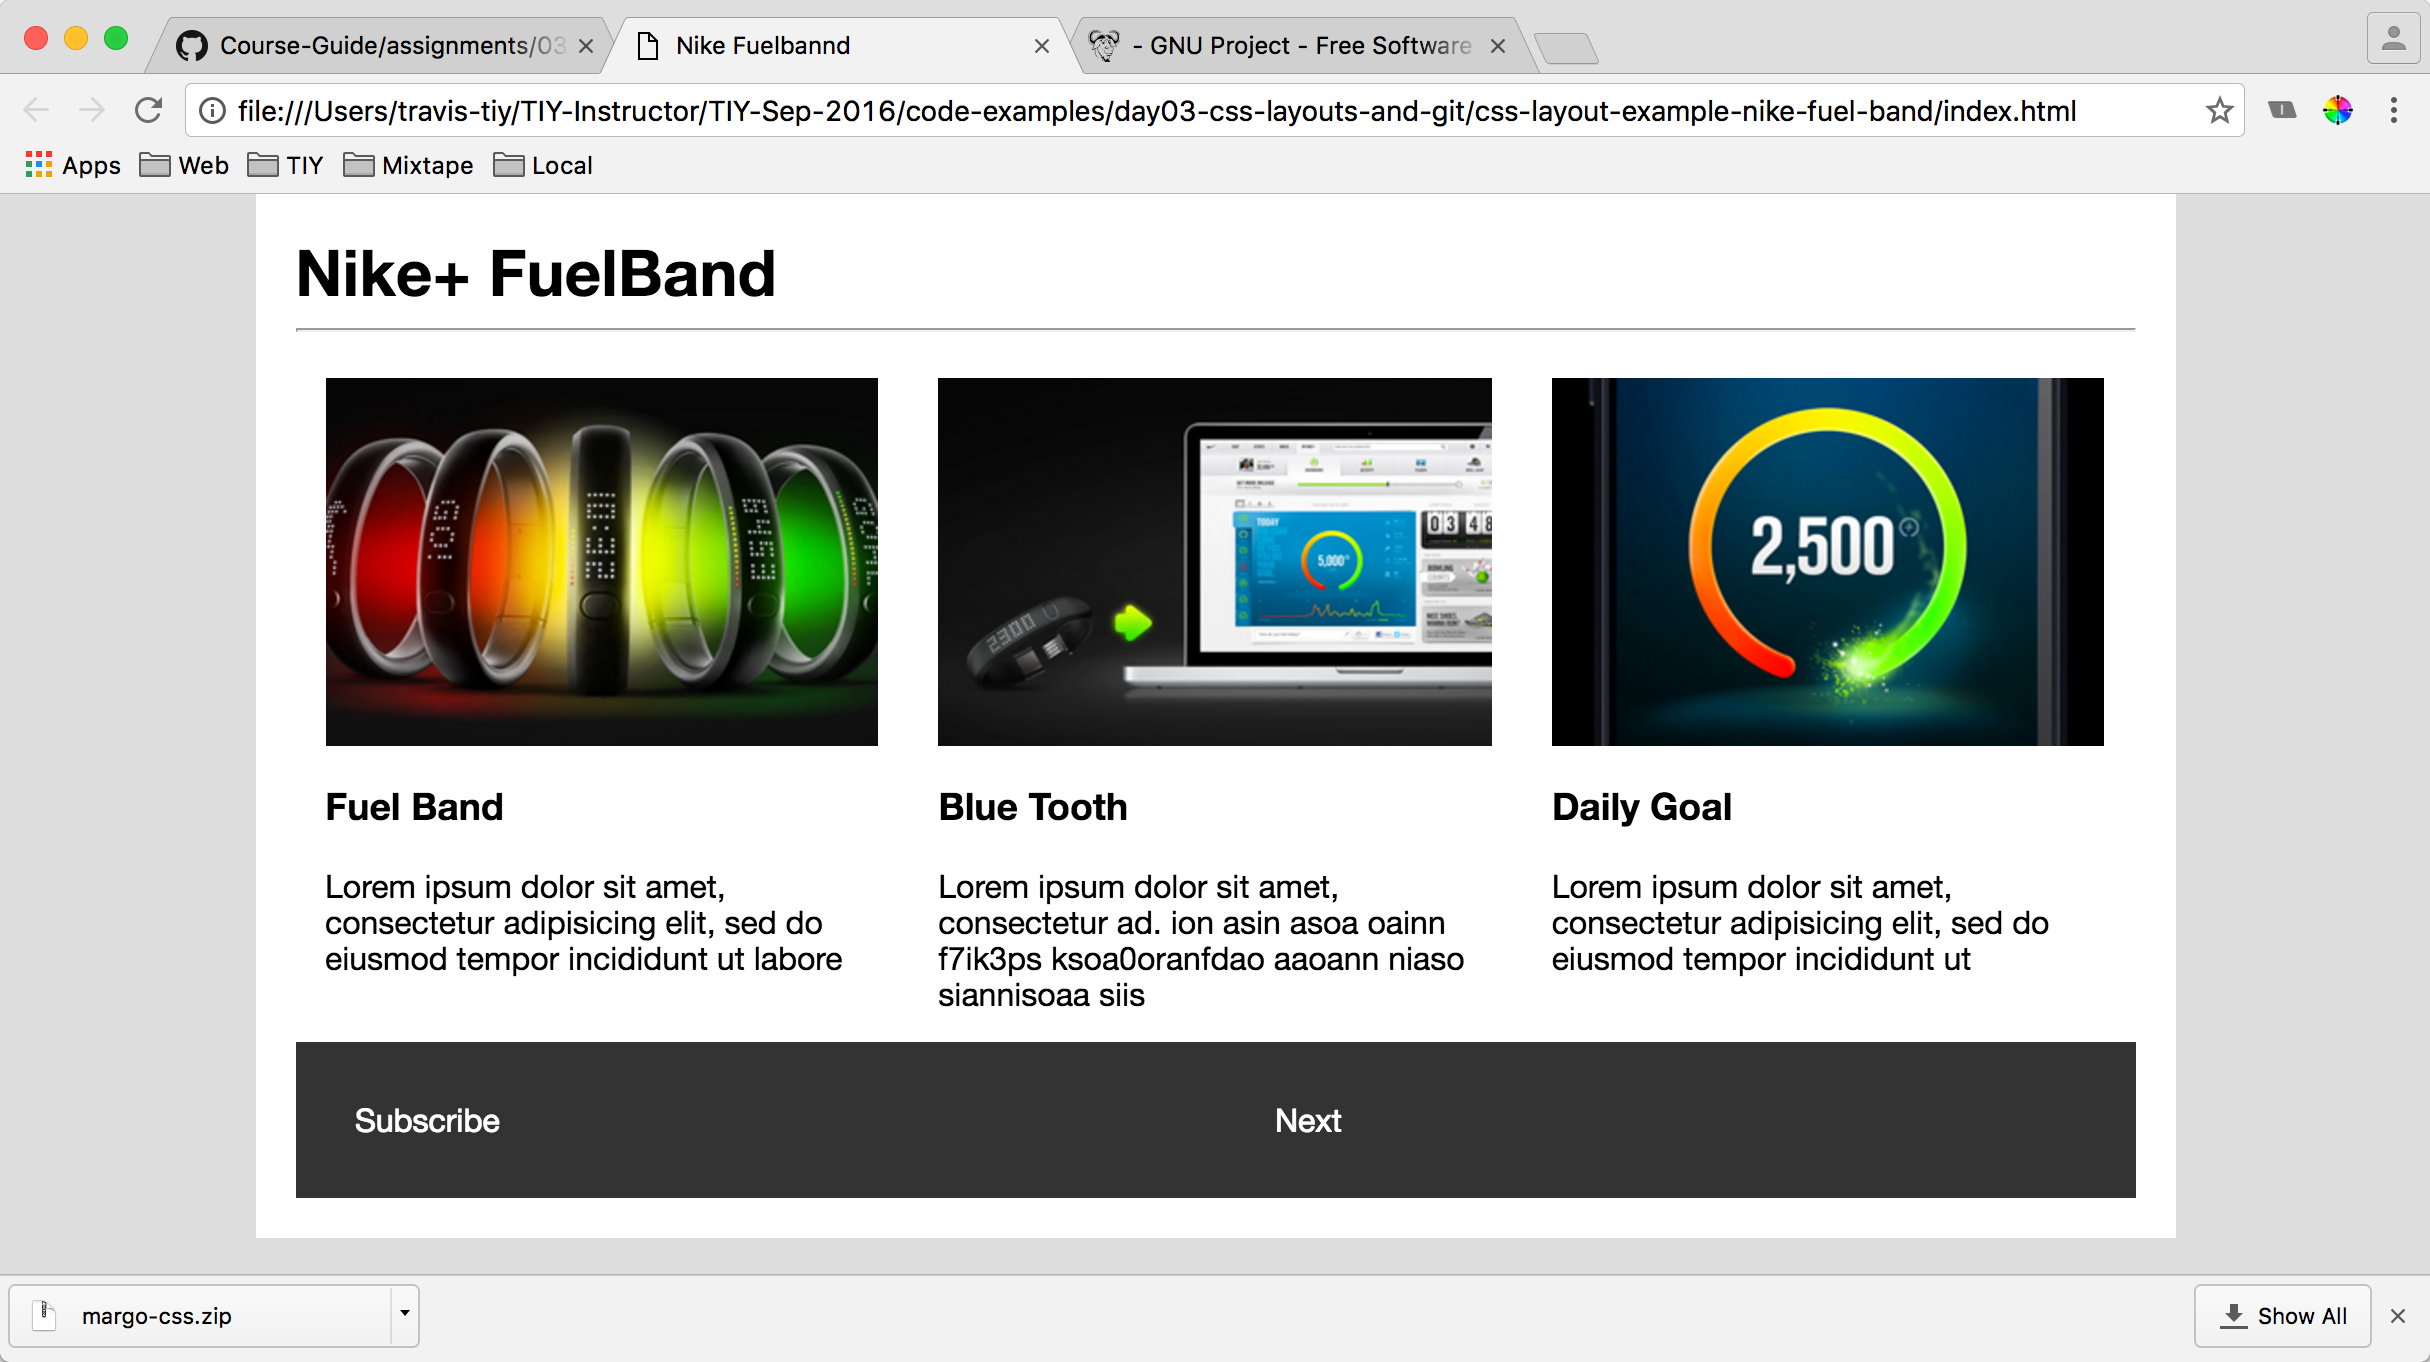 Course-Guide/assignments/03
Nike Fuelbannd
- GNU Project - Free Software
file:///Users/travis-tiy/TIY-Instructor/TIY-Sep-2016/code-examples/day03-css-layouts-and-git/css-layout-example-nike-fuel-band/index.html
Apps Web TIY Mixtape Local
Nike+ FuelBand
TODAY
5,000
03 48
2300
2,500
Fuel Band
Lorem ipsum dolor sit amet,
consectetur adipisicing elit, sed do
eiusmod tempor incididunt ut labore
Blue Tooth
Lorem ipsum dolor sit amet,
consectetur ad. ion asin asoa oainn
f7ik3ps ksoa0oranfdao aaoann niaso
siannisoaa siis
Daily Goal
Lorem ipsum dolor sit amet,
consectetur adipisicing elit, sed do
eiusmod tempor incididunt ut
Subscribe Next
margo-css.zip
Show All